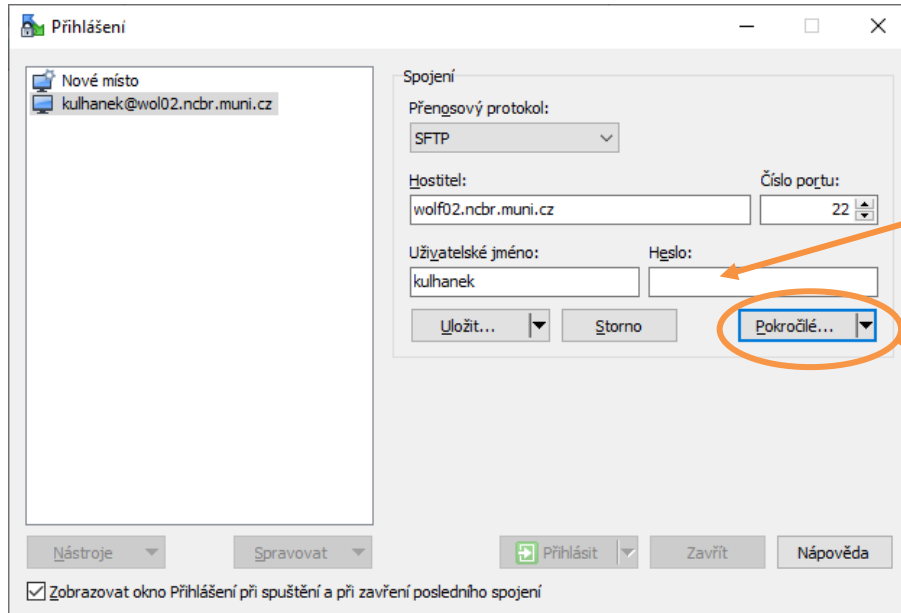 Přihlášení
Nové místo
kulhanek@wol02.ncbr.muni.cz
Spojení
Přenosový protokol:
SFTP
Hostitel:
Číslo portu:
wolf02.ncbr.muni.cz
22
Uživatelské jméno:
Heslo:
kulhanek
Uložit...
Storno
Pokročilé...
Nástroje
Spravovat
Přihlásit
Zavřít
Nápověda
Zobrazovat okno Přihlášení při spuštění a při zavření posledního spojení